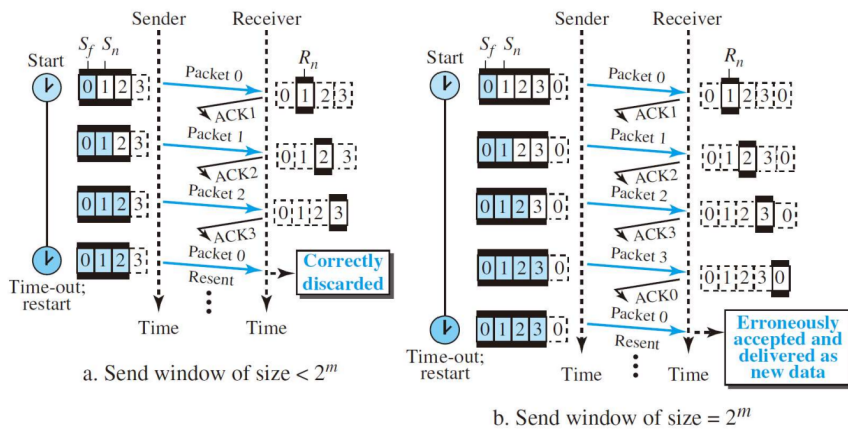 Sender Receiver
Start
S_f S_n
R_n
0 1 2 3
Packet 0
0 1 2 3
ACK1
0 1 2 3
Packet 1
0 1 2 3
ACK2
0 1 2 3
Packet 2
0 1 2 3
ACK3
0 1 2 3
Packet 0
Resent
Correctly
discarded
Time-out;
restart
Time Time
a. Send window of size < 2^m
Sender Receiver
Start
S_f S_n
R_n
0 1 2 3 0
Packet 0
0 1 2 3 0
ACK1
0 1 2 3 0
Packet 1
0 1 2 3 0
ACK2
0 1 2 3 0
Packet 2
0 1 2 3 0
ACK3
0 1 2 3 0
Packet 3
0 1 2 3 0
ACK0
0 1 2 3 0
Packet 0
Resent
Erroneously
accepted and
delivered as
new data
Time-out;
restart
Time Time
b. Send window of size = 2^m